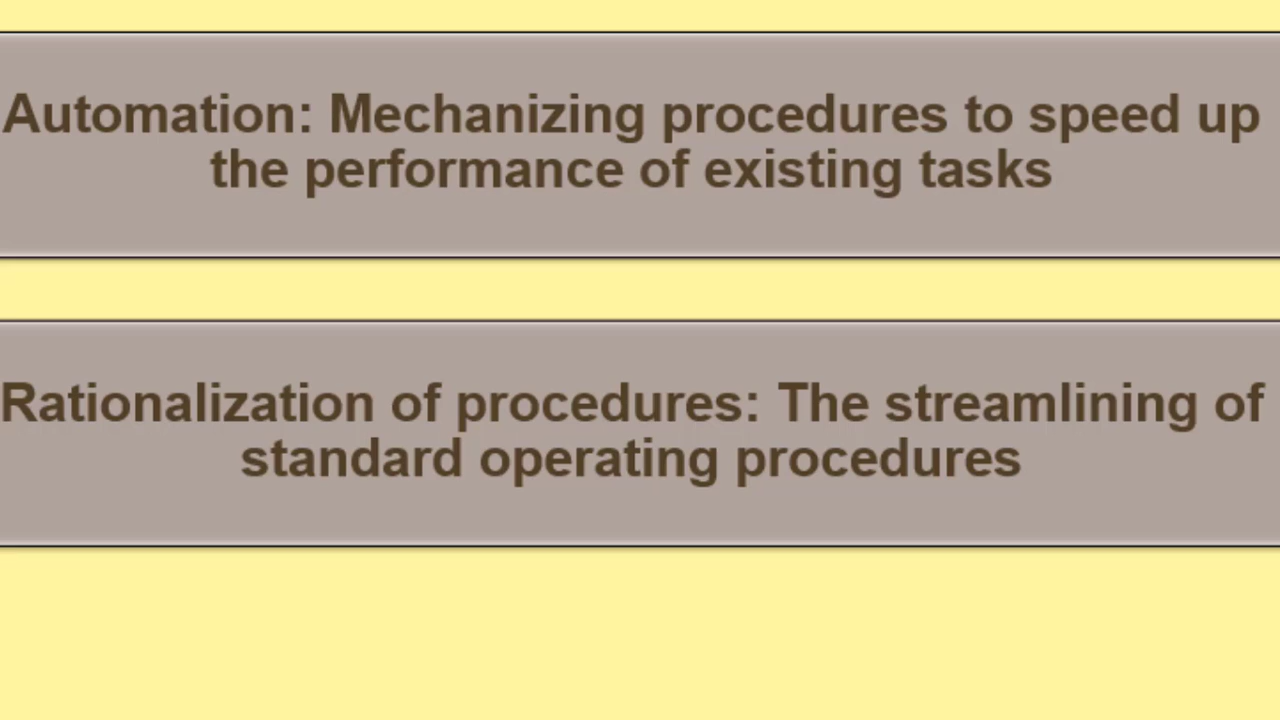 Automation: Mechanizing procedures to speed up
the performance of existing tasks
Rationalization of procedures: The streamlining of
standard operating procedures